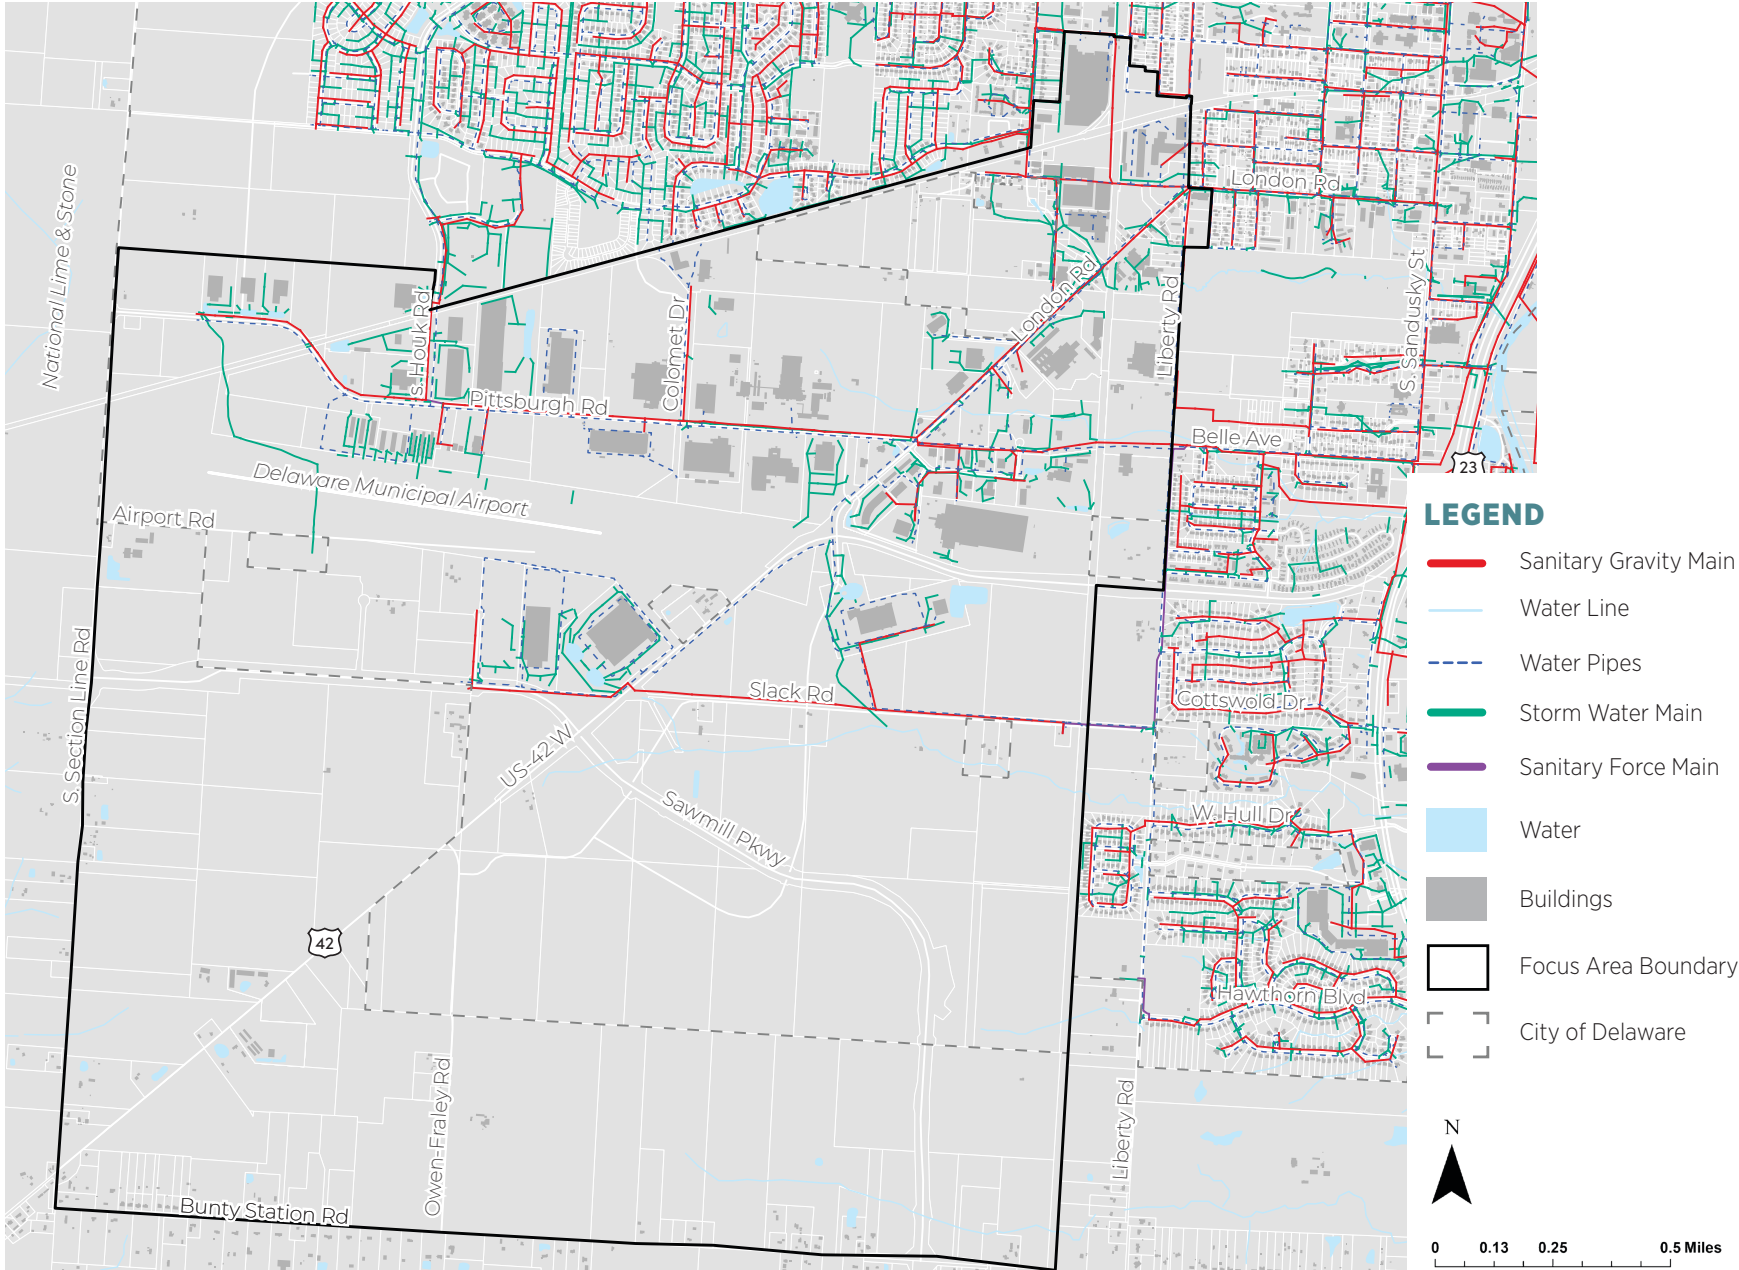 London Rd
National Lime & Stone
S. Houk Rd
Colomet Dr
London Rd
Liberty Rd
S. Sandusky St
Pittsburgh Rd
Belle Ave
23
Delaware Municipal Airport
Airport Rd
S. Section Line Rd
Slack Rd
Cottswold Dr
US-42 W
Sawmill Pkwy
W. Hull Dr
42
Hawthorn Blvd
Owen-Fraley Rd
Liberty Rd
Bunty Station Rd
LEGEND
Sanitary Gravity Main
Water Line
Water Pipes
Storm Water Main
Sanitary Force Main
Water
Buildings
Focus Area Boundary
City of Delaware
N
0 0.13 0.25 0.5 Miles